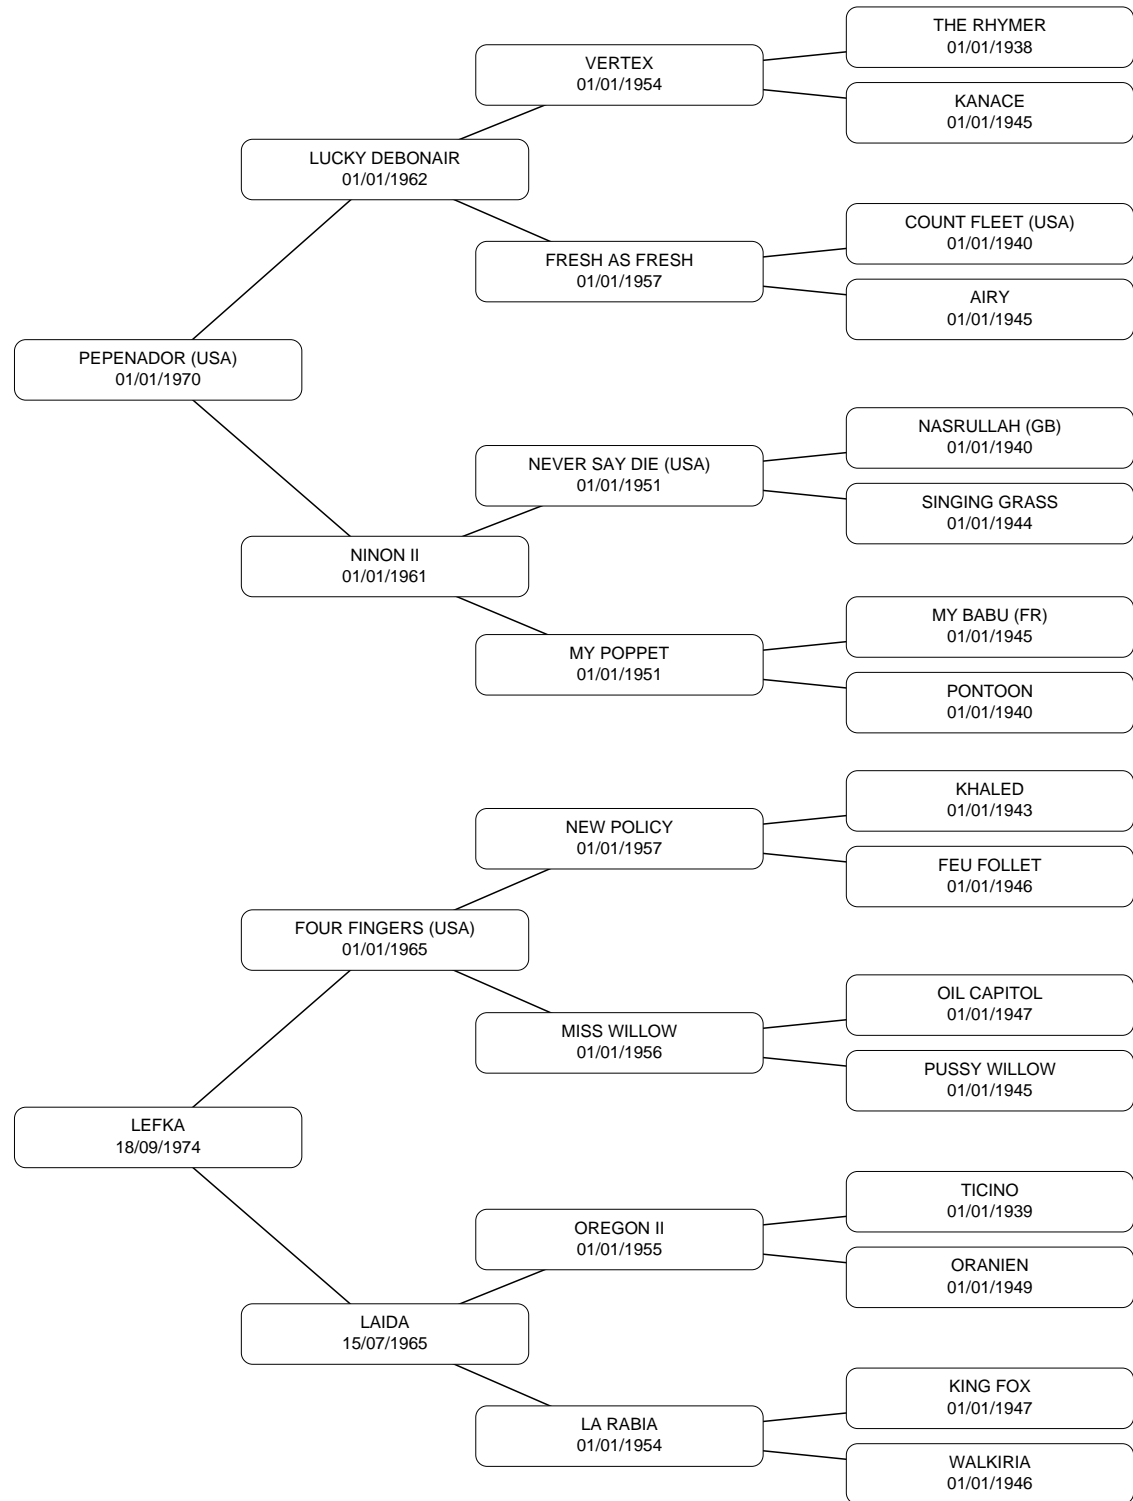 THE RHYMER
01/01/1938
VERTEX
01/01/1954
KANACE
01/01/1945
LUCKY DEBONAIR
01/01/1962
COUNT FLEET (USA)
01/01/1940
FRESH AS FRESH
01/01/1957
AIRY
01/01/1945
PEPENADOR (USA)
01/01/1970
NASRULLAH (GB)
01/01/1940
NEVER SAY DIE (USA)
01/01/1951
SINGING GRASS
01/01/1944
NINON II
01/01/1961
MY BABU (FR)
01/01/1945
MY POPPET
01/01/1951
PONTOON
01/01/1940
KHALED
01/01/1943
NEW POLICY
01/01/1957
FEU FOLLET
01/01/1946
FOUR FINGERS (USA)
01/01/1965
OIL CAPITOL
01/01/1947
MISS WILLOW
01/01/1956
PUSSY WILLOW
01/01/1945
LEFKA
18/09/1974
TICINO
01/01/1939
OREGON II
01/01/1955
ORANIEN
01/01/1949
LAIDA
15/07/1965
KING FOX
01/01/1947
LA RABIA
01/01/1954
WALKIRIA
01/01/1946